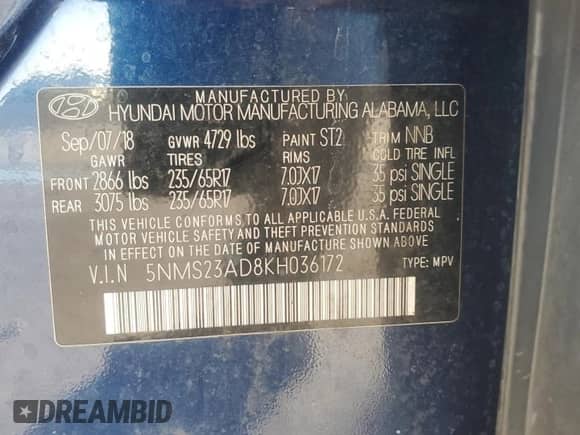 MANUFACTURED BY
HYUNDAI MOTOR MANUFACTURING ALABAMA, LLC
Sep/07/18 GVWR 4729 lbs PAINT ST2 TRIM NNB
GAWR TIRES RIMS COLD TIRE INFL
FRONT 2866 lbs 235/65R17 7.0JX17 35 psi SINGLE
REAR 3075 lbs 235/65R17 7.0JX17 35 psi SINGLE
THIS VEHICLE CONFORMS TO ALL APPLICABLE U.S.A. FEDERAL
MOTOR VEHICLE SAFETY AND THEFT PREVENTION STANDARDS
IN EFFECT ON THE DATE OF MANUFACTURE SHOWN ABOVE.
V.I.N 5NMS23AD8KH036172 TYPE: MPV
DREAMBID